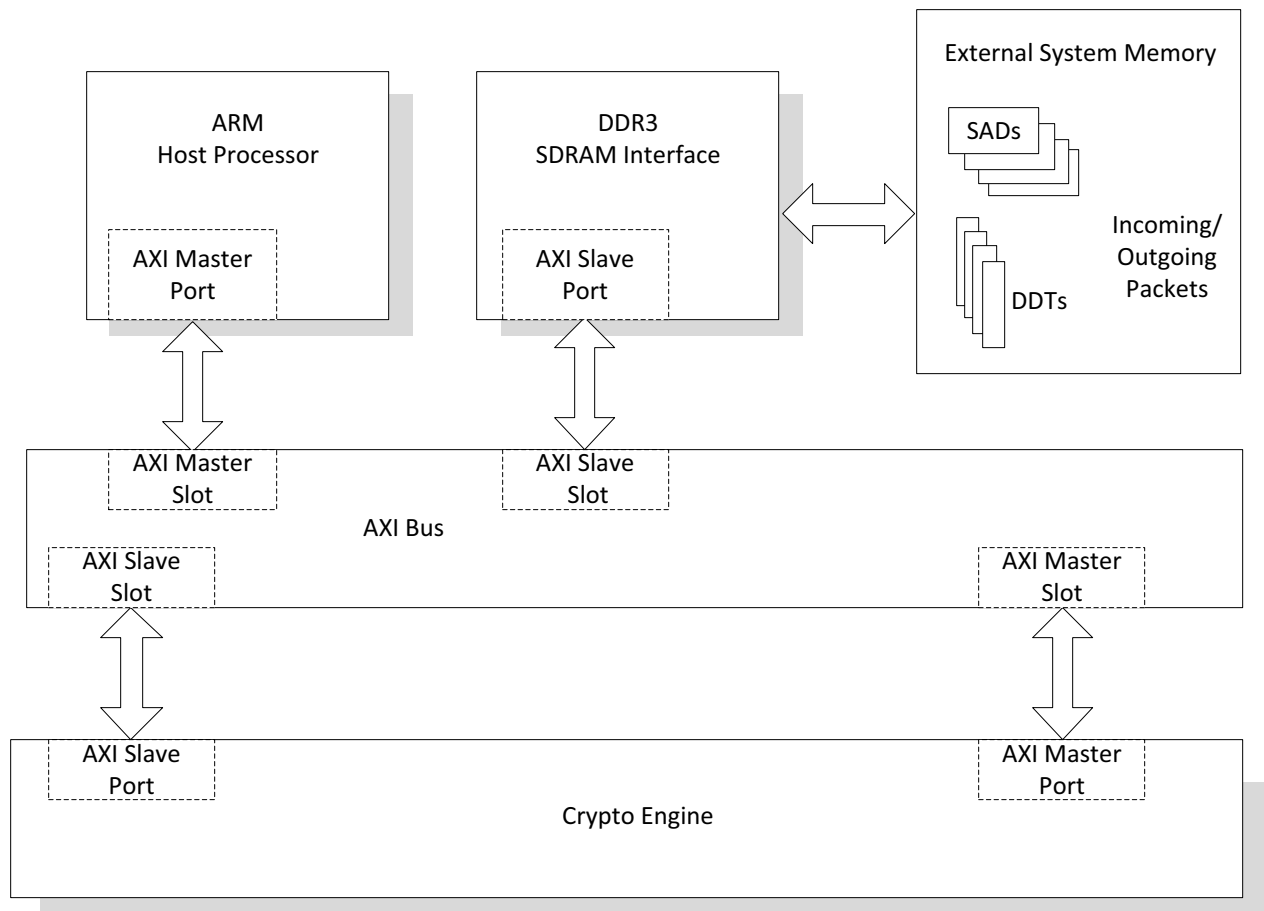 ARM
Host Processor
AXI Master
Port
DDR3
SDRAM Interface
AXI Slave
Port
External System Memory
SADs
Incoming/
Outgoing
Packets
DDTs
AXI Master
Slot
AXI Slave
Slot
AXI Bus
AXI Slave
Slot
AXI Master
Slot
AXI Slave
Port
AXI Master
Port
Crypto Engine